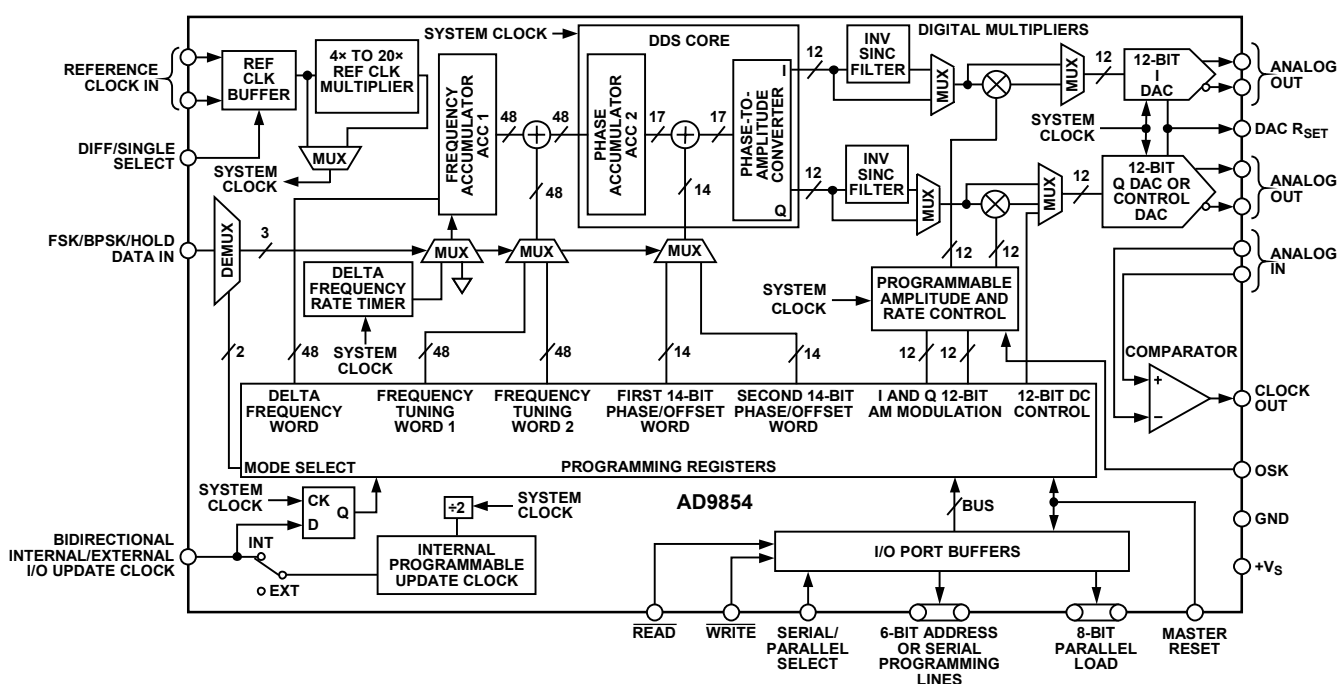 DIGITAL MULTIPLIERS
SYSTEM CLOCK
DDS CORE
REFERENCE
CLOCK IN
REF
CLK
BUFFER
4× TO 20×
REF CLK
MULTIPLIER
MUX
SYSTEM
CLOCK
DIFF/SINGLE
SELECT
FREQUENCY
ACCUMULATOR
ACC 1
48
48
48
PHASE
ACCUMULATOR
ACC 2
17
17
14
PHASE-TO-
AMPLITUDE
CONVERTER
I
Q
12
INV
SINC
FILTER
MUX
MUX
12
12-BIT
I
DAC
ANALOG
OUT
SYSTEM
CLOCK
DAC RSET
12
INV
SINC
FILTER
MUX
MUX
12
12-BIT
Q DAC OR
CONTROL
DAC
ANALOG
OUT
FSK/BPSK/HOLD
DATA IN
DEMUX
3
MUX
MUX
MUX
DELTA
FREQUENCY
RATE TIMER
SYSTEM
CLOCK
12
12
SYSTEM
CLOCK
PROGRAMMABLE
AMPLITUDE AND
RATE CONTROL
ANALOG
IN
COMPARATOR
+
−
CLOCK
OUT
2
48
48
48
14
14
12
12
DELTA
FREQUENCY
WORD
FREQUENCY
TUNING
WORD 1
FREQUENCY
TUNING
WORD 2
FIRST 14-BIT
PHASE/OFFSET
WORD
SECOND 14-BIT
PHASE/OFFSET
WORD
I AND Q 12-BIT
AM MODULATION
12-BIT DC
CONTROL
MODE SELECT
PROGRAMMING REGISTERS
OSK
SYSTEM
CLOCK
CK
Q
D
÷2
SYSTEM
CLOCK
AD9854
BUS
GND
BIDIRECTIONAL
INTERNAL/EXTERNAL
I/O UPDATE CLOCK
INT
EXT
INTERNAL
PROGRAMMABLE
UPDATE CLOCK
I/O PORT BUFFERS
+VS
READ
WRITE
SERIAL/
PARALLEL
SELECT
6-BIT ADDRESS
OR SERIAL
PROGRAMMING
LINES
8-BIT
PARALLEL
LOAD
MASTER
RESET